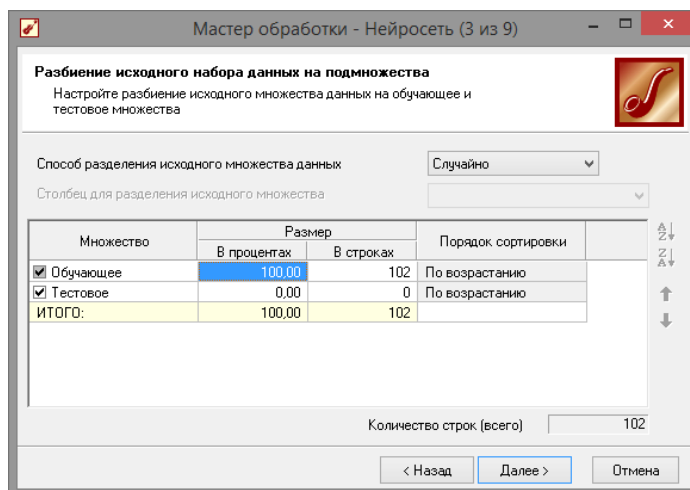 Мастер обработки - Нейросеть (3 из 9)
Разбиение исходного набора данных на подмножества
Настройте разбиение исходного множества данных на обучающее и
тестовое множества
Способ разделения исходного множества данных Случайно
Столбец для разделения исходного множества
Множество Размер Порядок сортировки
В процентах В строках
Обучающее 100,00 102 По возрастанию
Тестовое 0,00 0 По возрастанию
ИТОГО: 100,00 102
Количество строк (всего) 102
< Назад Далее > Отмена